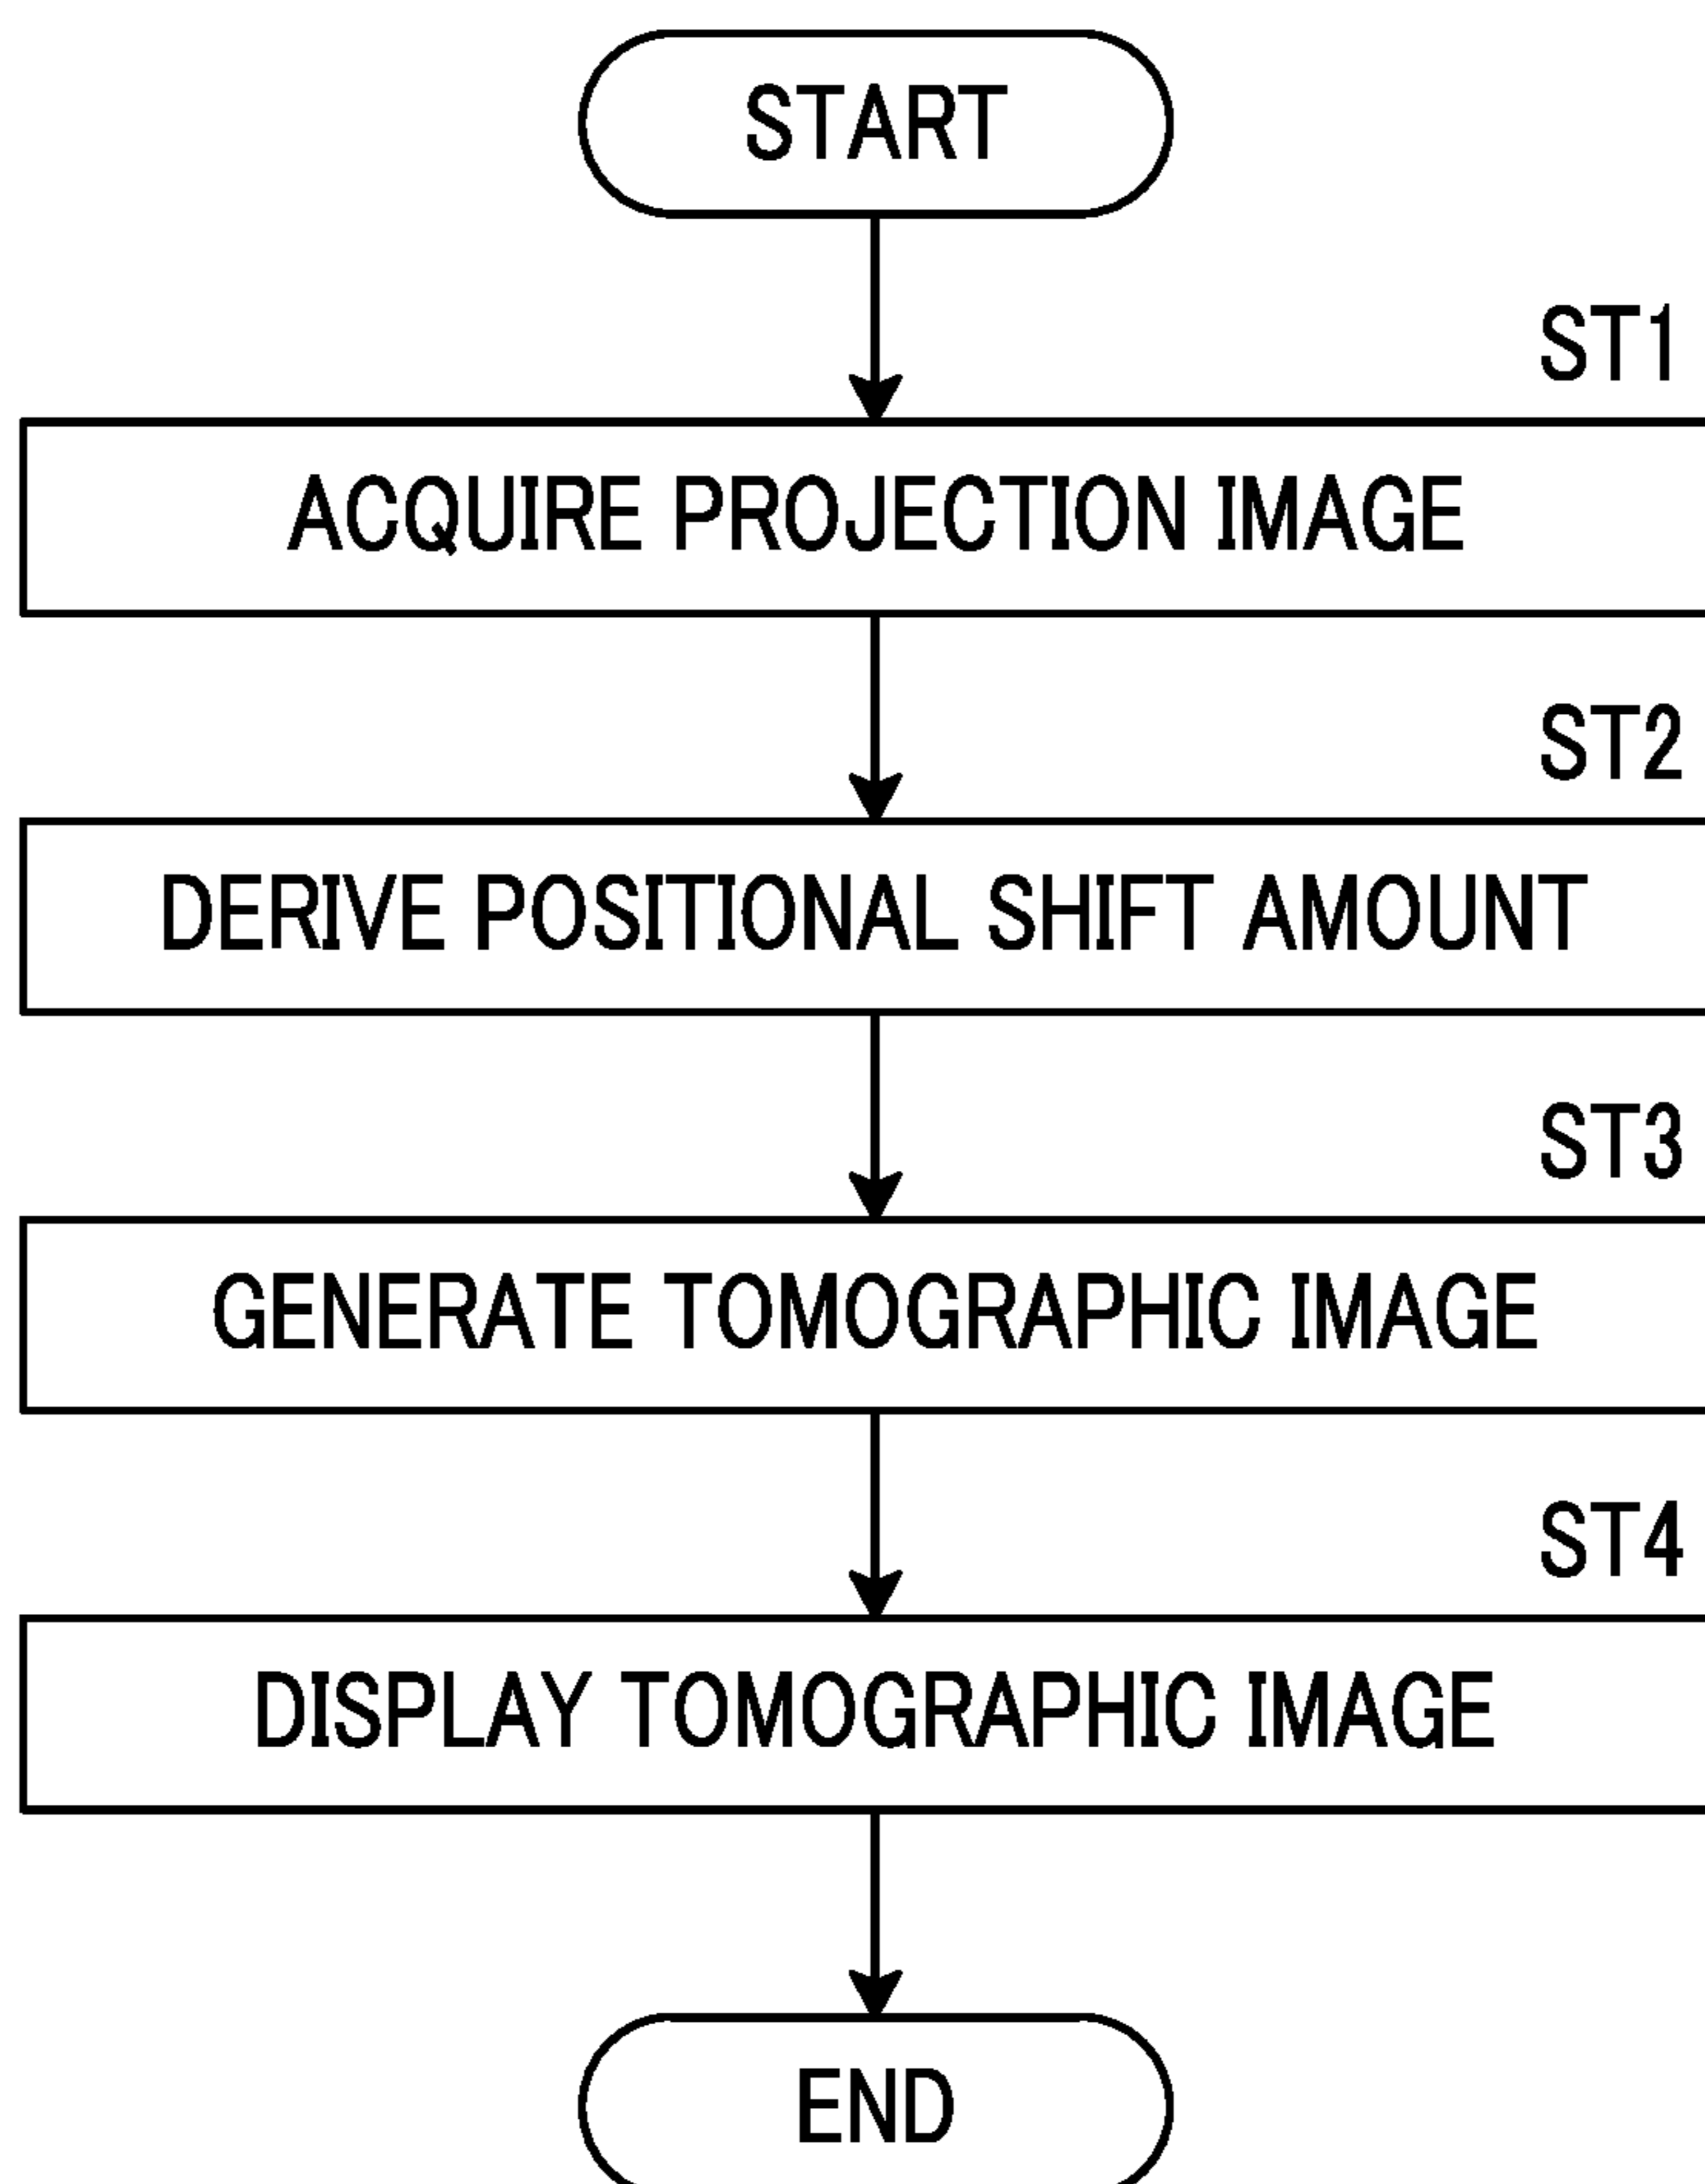 START
ST1
ACQUIRE PROJECTION IMAGE
ST2
DERIVE POSITIONAL SHIFT AMOUNT
ST3
GENERATE TOMOGRAPHIC IMAGE
ST4
DISPLAY TOMOGRAPHIC IMAGE
END